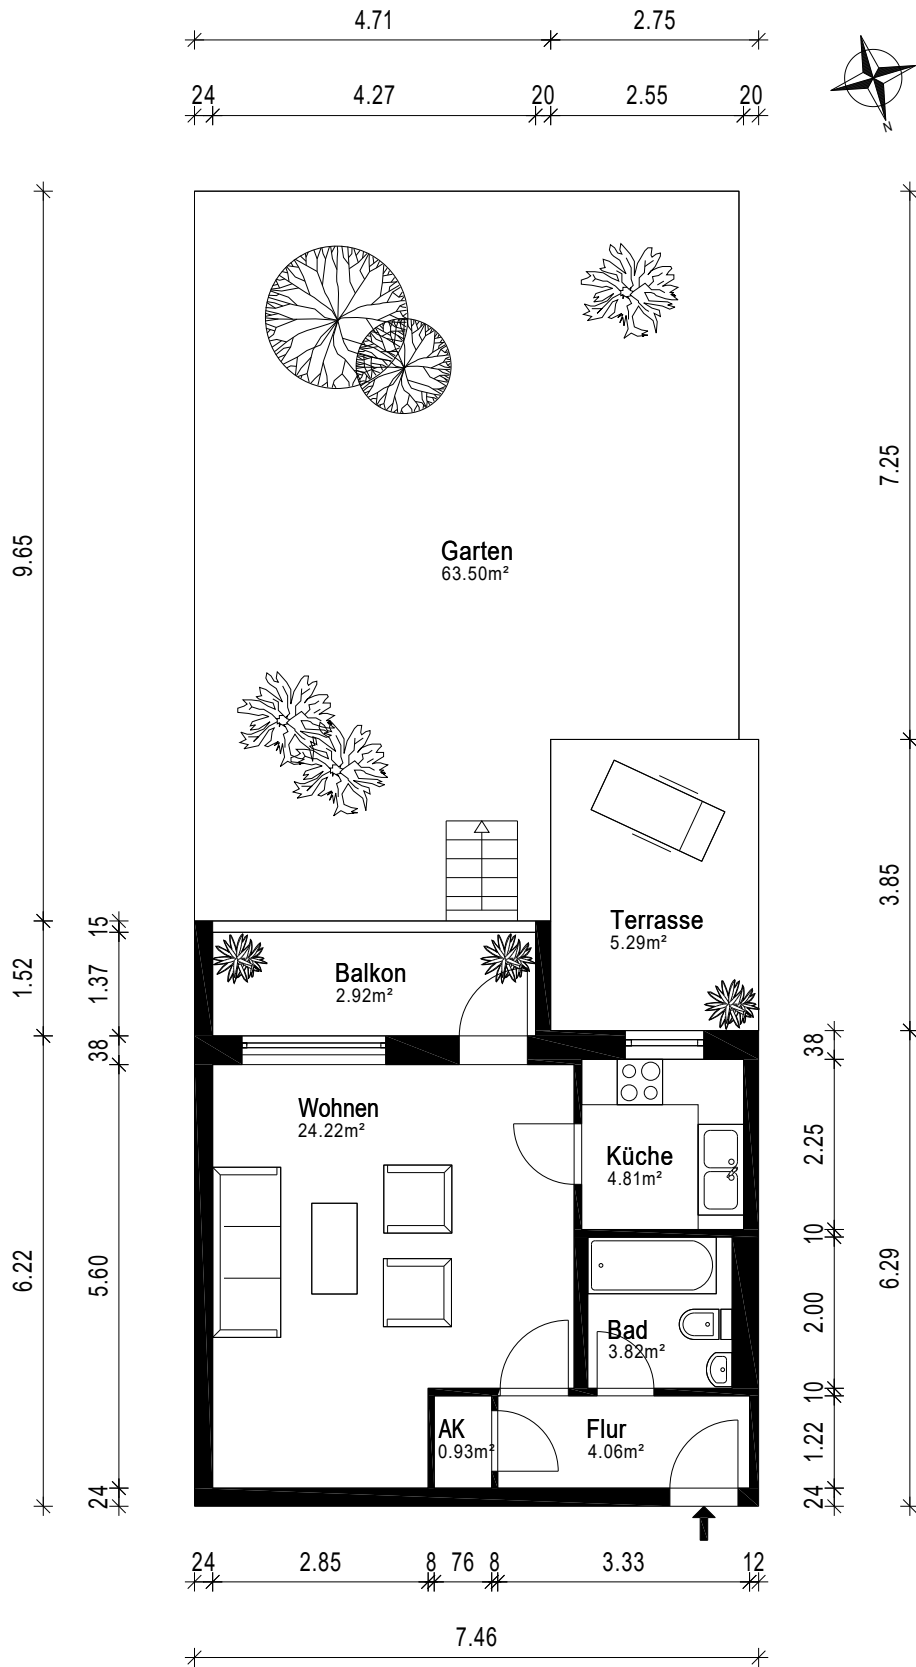 4.71 2.75
24 4.27 20 2.55 20
N
9.65
7.25
Garten
63.50m²
3.85
Terrasse
5.29m²
15
1.52
1.37
Balkon
2.92m²
38
38
Wohnen
24.22m²
2.25
Küche
4.81m²
10
6.22
5.60
6.29
2.00
Bad
3.82m²
10
AK
0.93m²
Flur
4.06m²
1.22
24
24
24 2.85 8 76 8 3.33 12
7.46